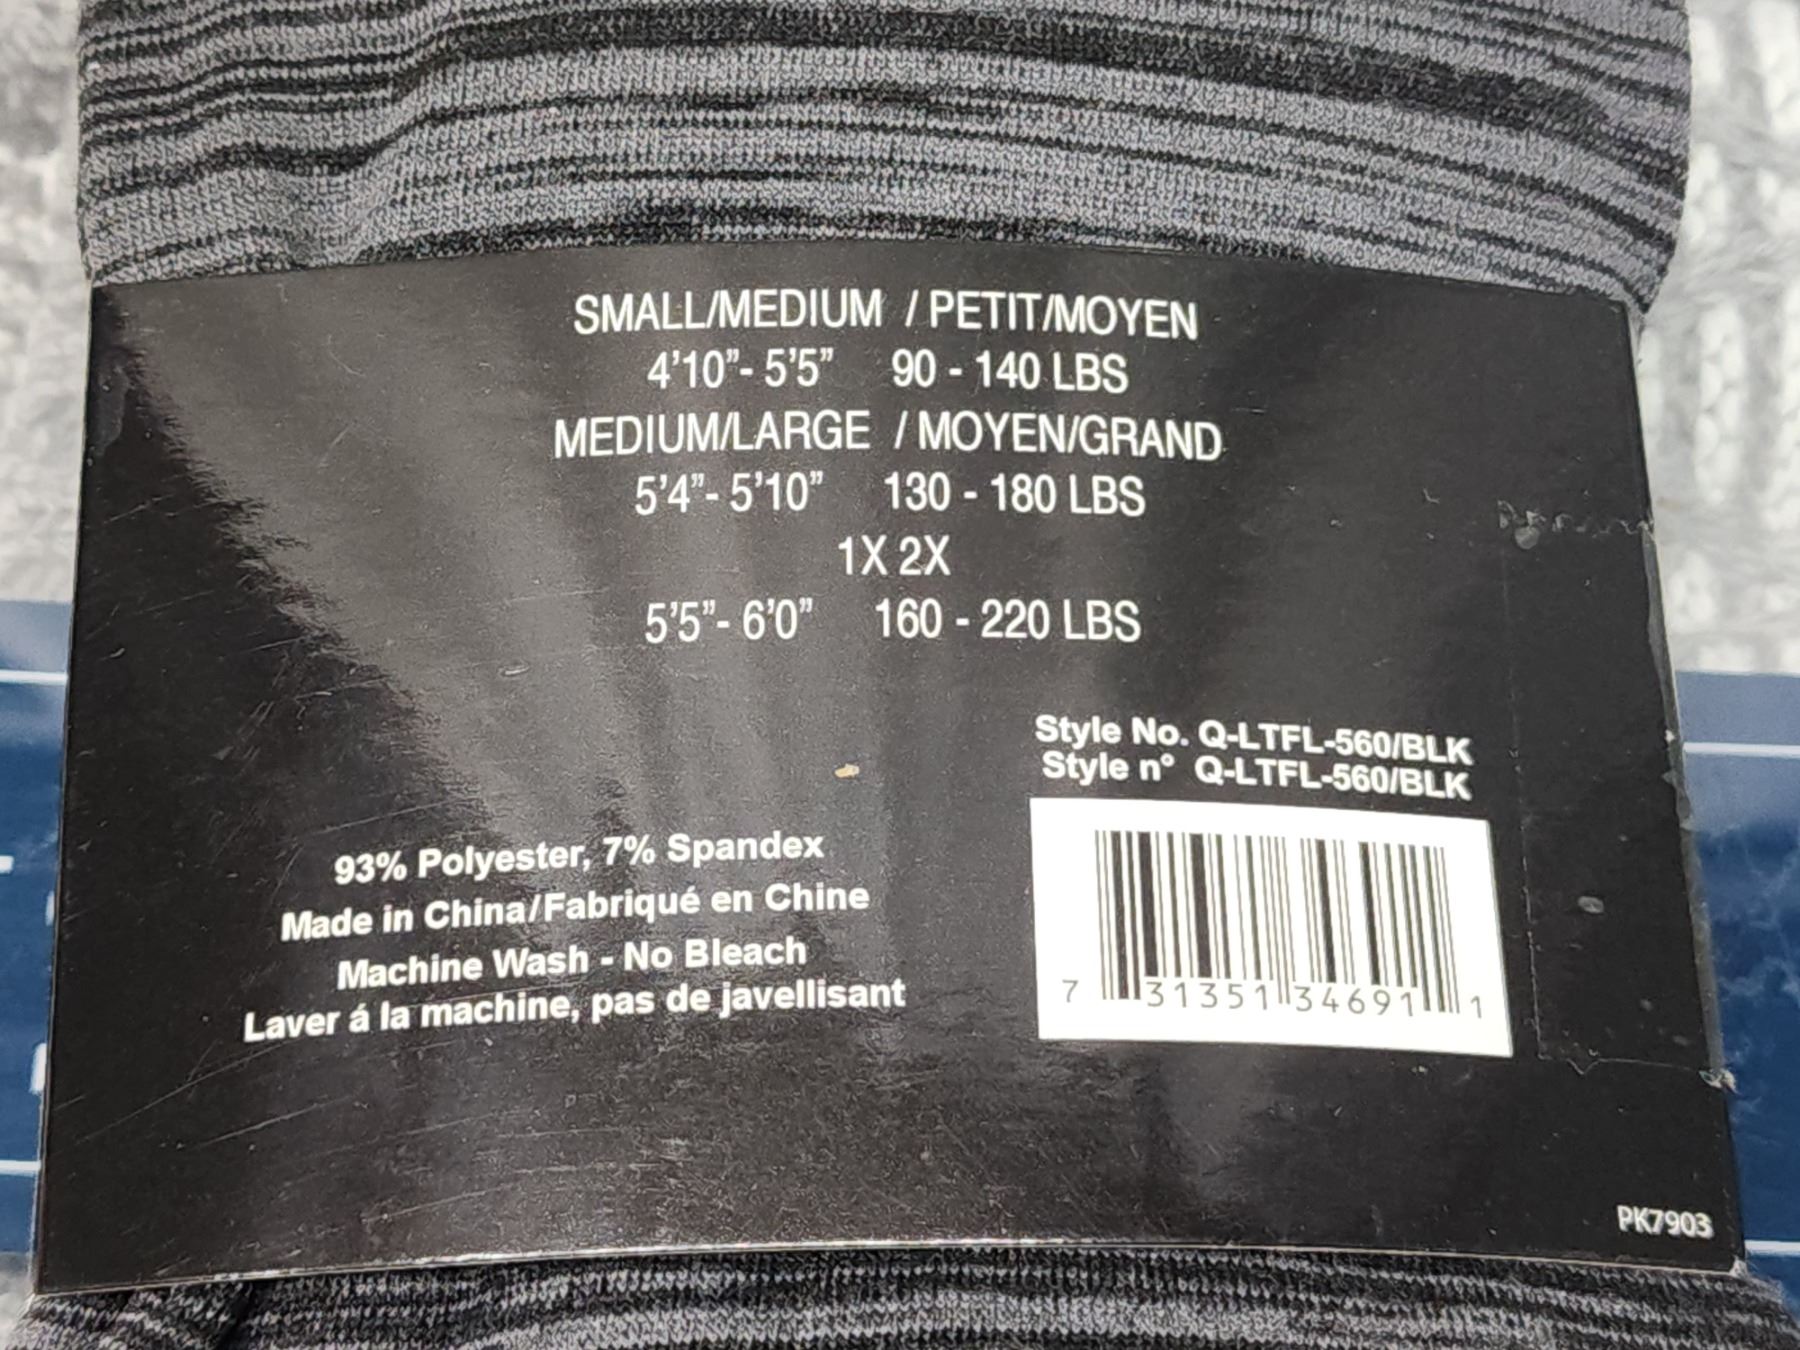 SMALL/MEDIUM / PETIT/MOYEN
4'10”- 5'5” 90 - 140 LBS
MEDIUM/LARGE / MOYEN/GRAND
5'4”- 5'10” 130 - 180 LBS
1X 2X
5'5”- 6'0” 160 - 220 LBS
Style No. Q-LTFL-560/BLK
Style n° Q-LTFL-560/BLK
93% Polyester, 7% Spandex
Made in China/Fabriqué en Chine
Machine Wash - No Bleach
Laver á la machine, pas de javellisant
7 31351 34691 1
PK7903